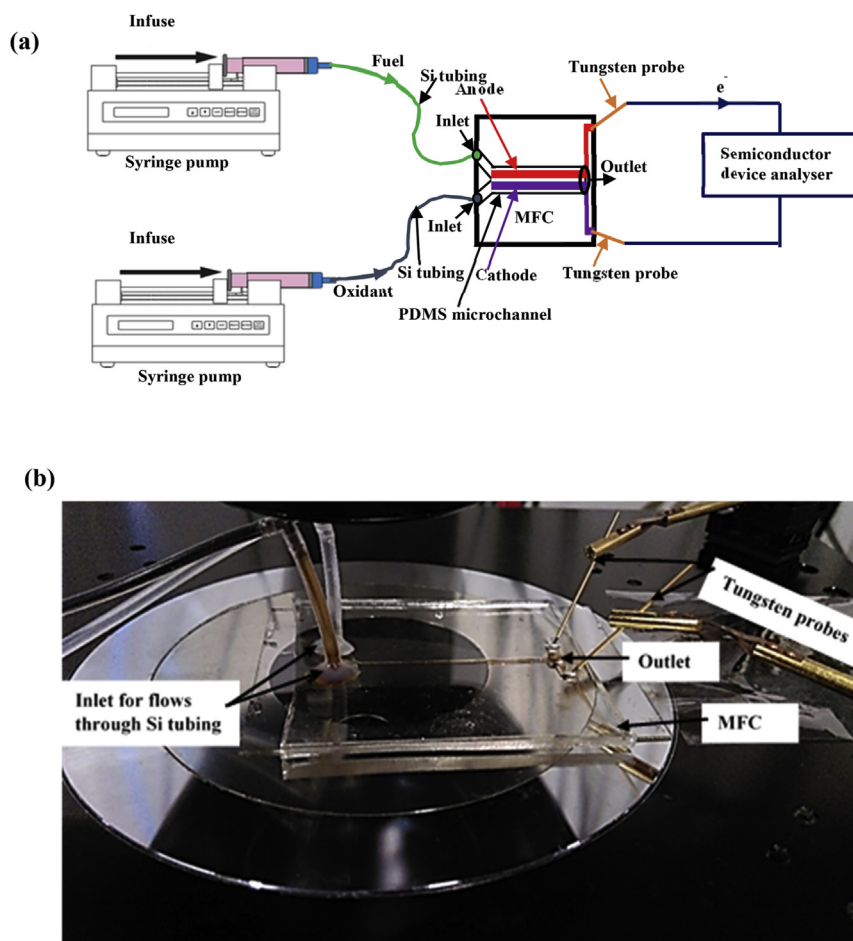 (a)
Infuse
Fuel
Si tubing
Anode
Tungsten probe
e-
Inlet
Syringe pump
Semiconductor
device analyser
Outlet
Inlet
MFC
Infuse
Si tubing
Cathode
Tungsten probe
Oxidant
PDMS microchannel
Syringe pump
(b)
Tungsten probes
Outlet
Inlet for flows
through Si tubing
MFC